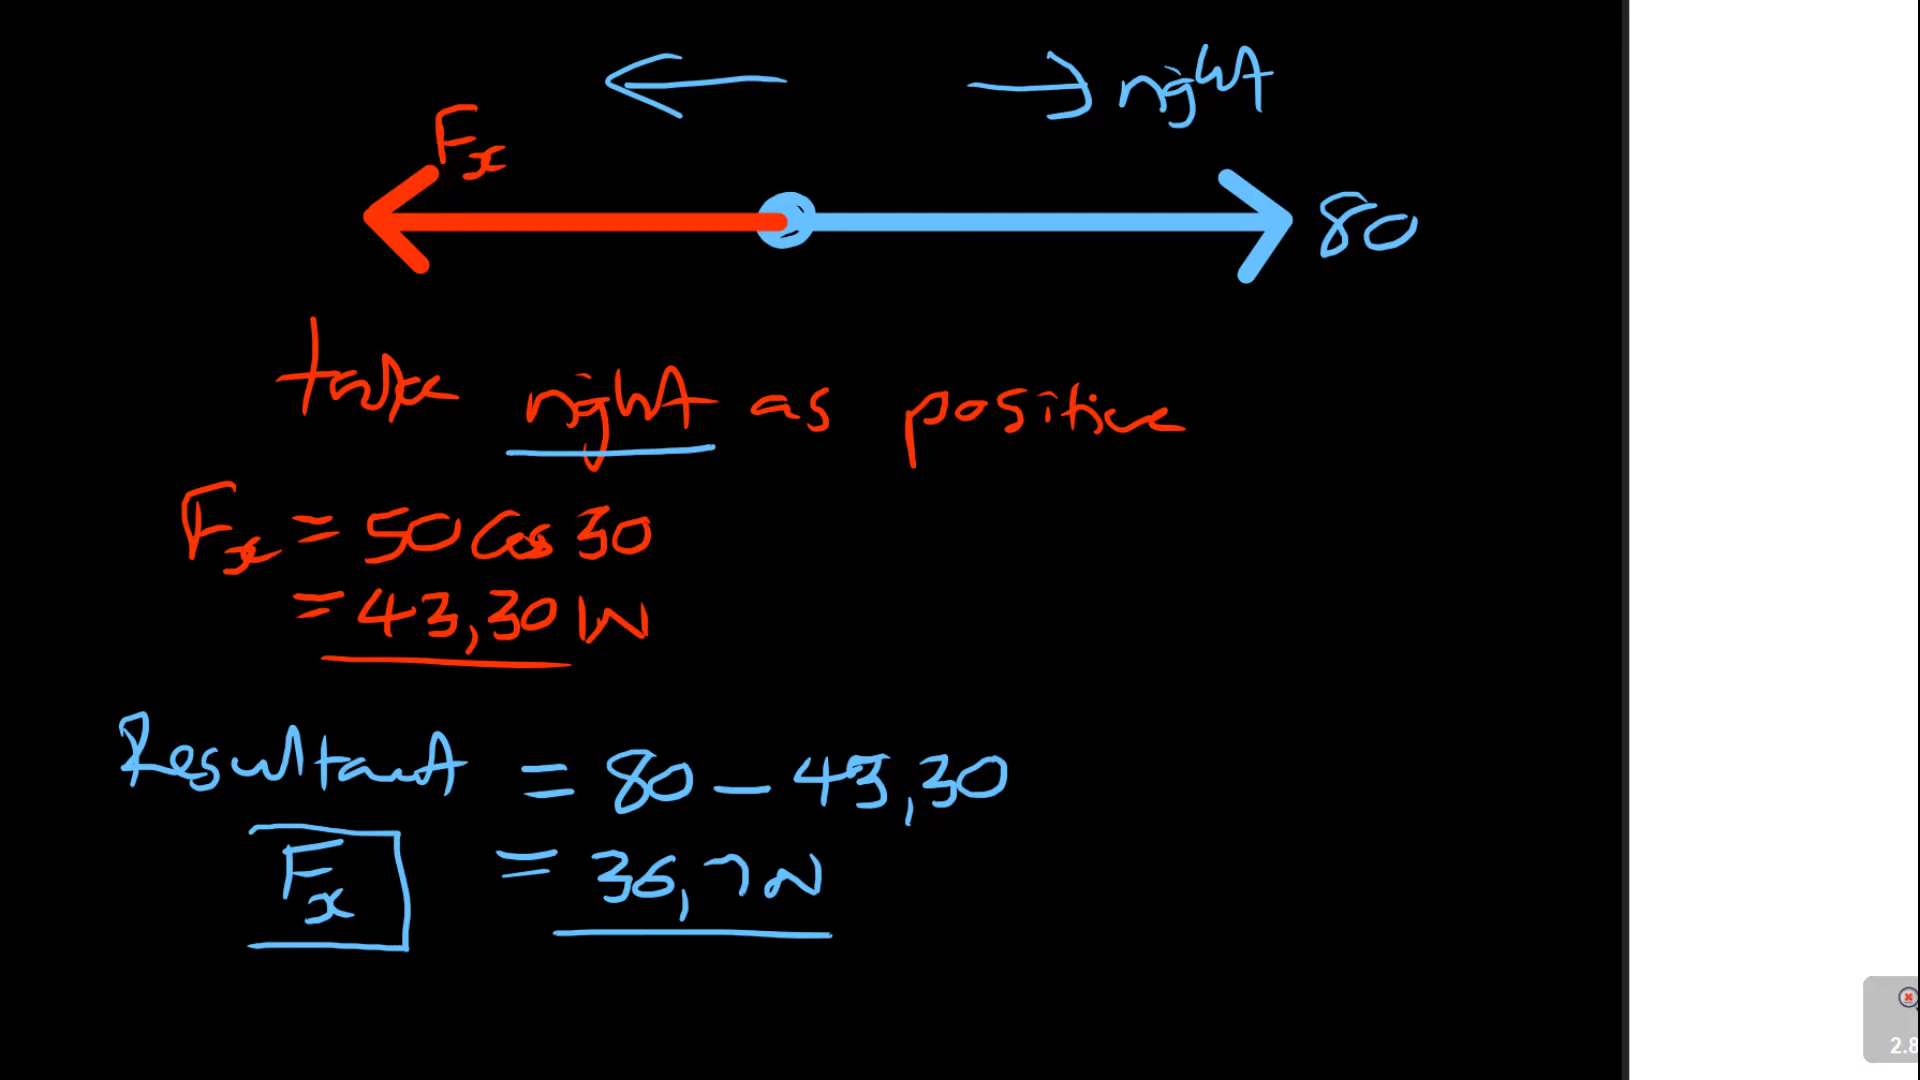 right
Fx
80
take right as positive
Fx = 50 Cos 30
= 43,30 N
Resultant = 80 - 43,30
Fx = 36,7 N
2.8